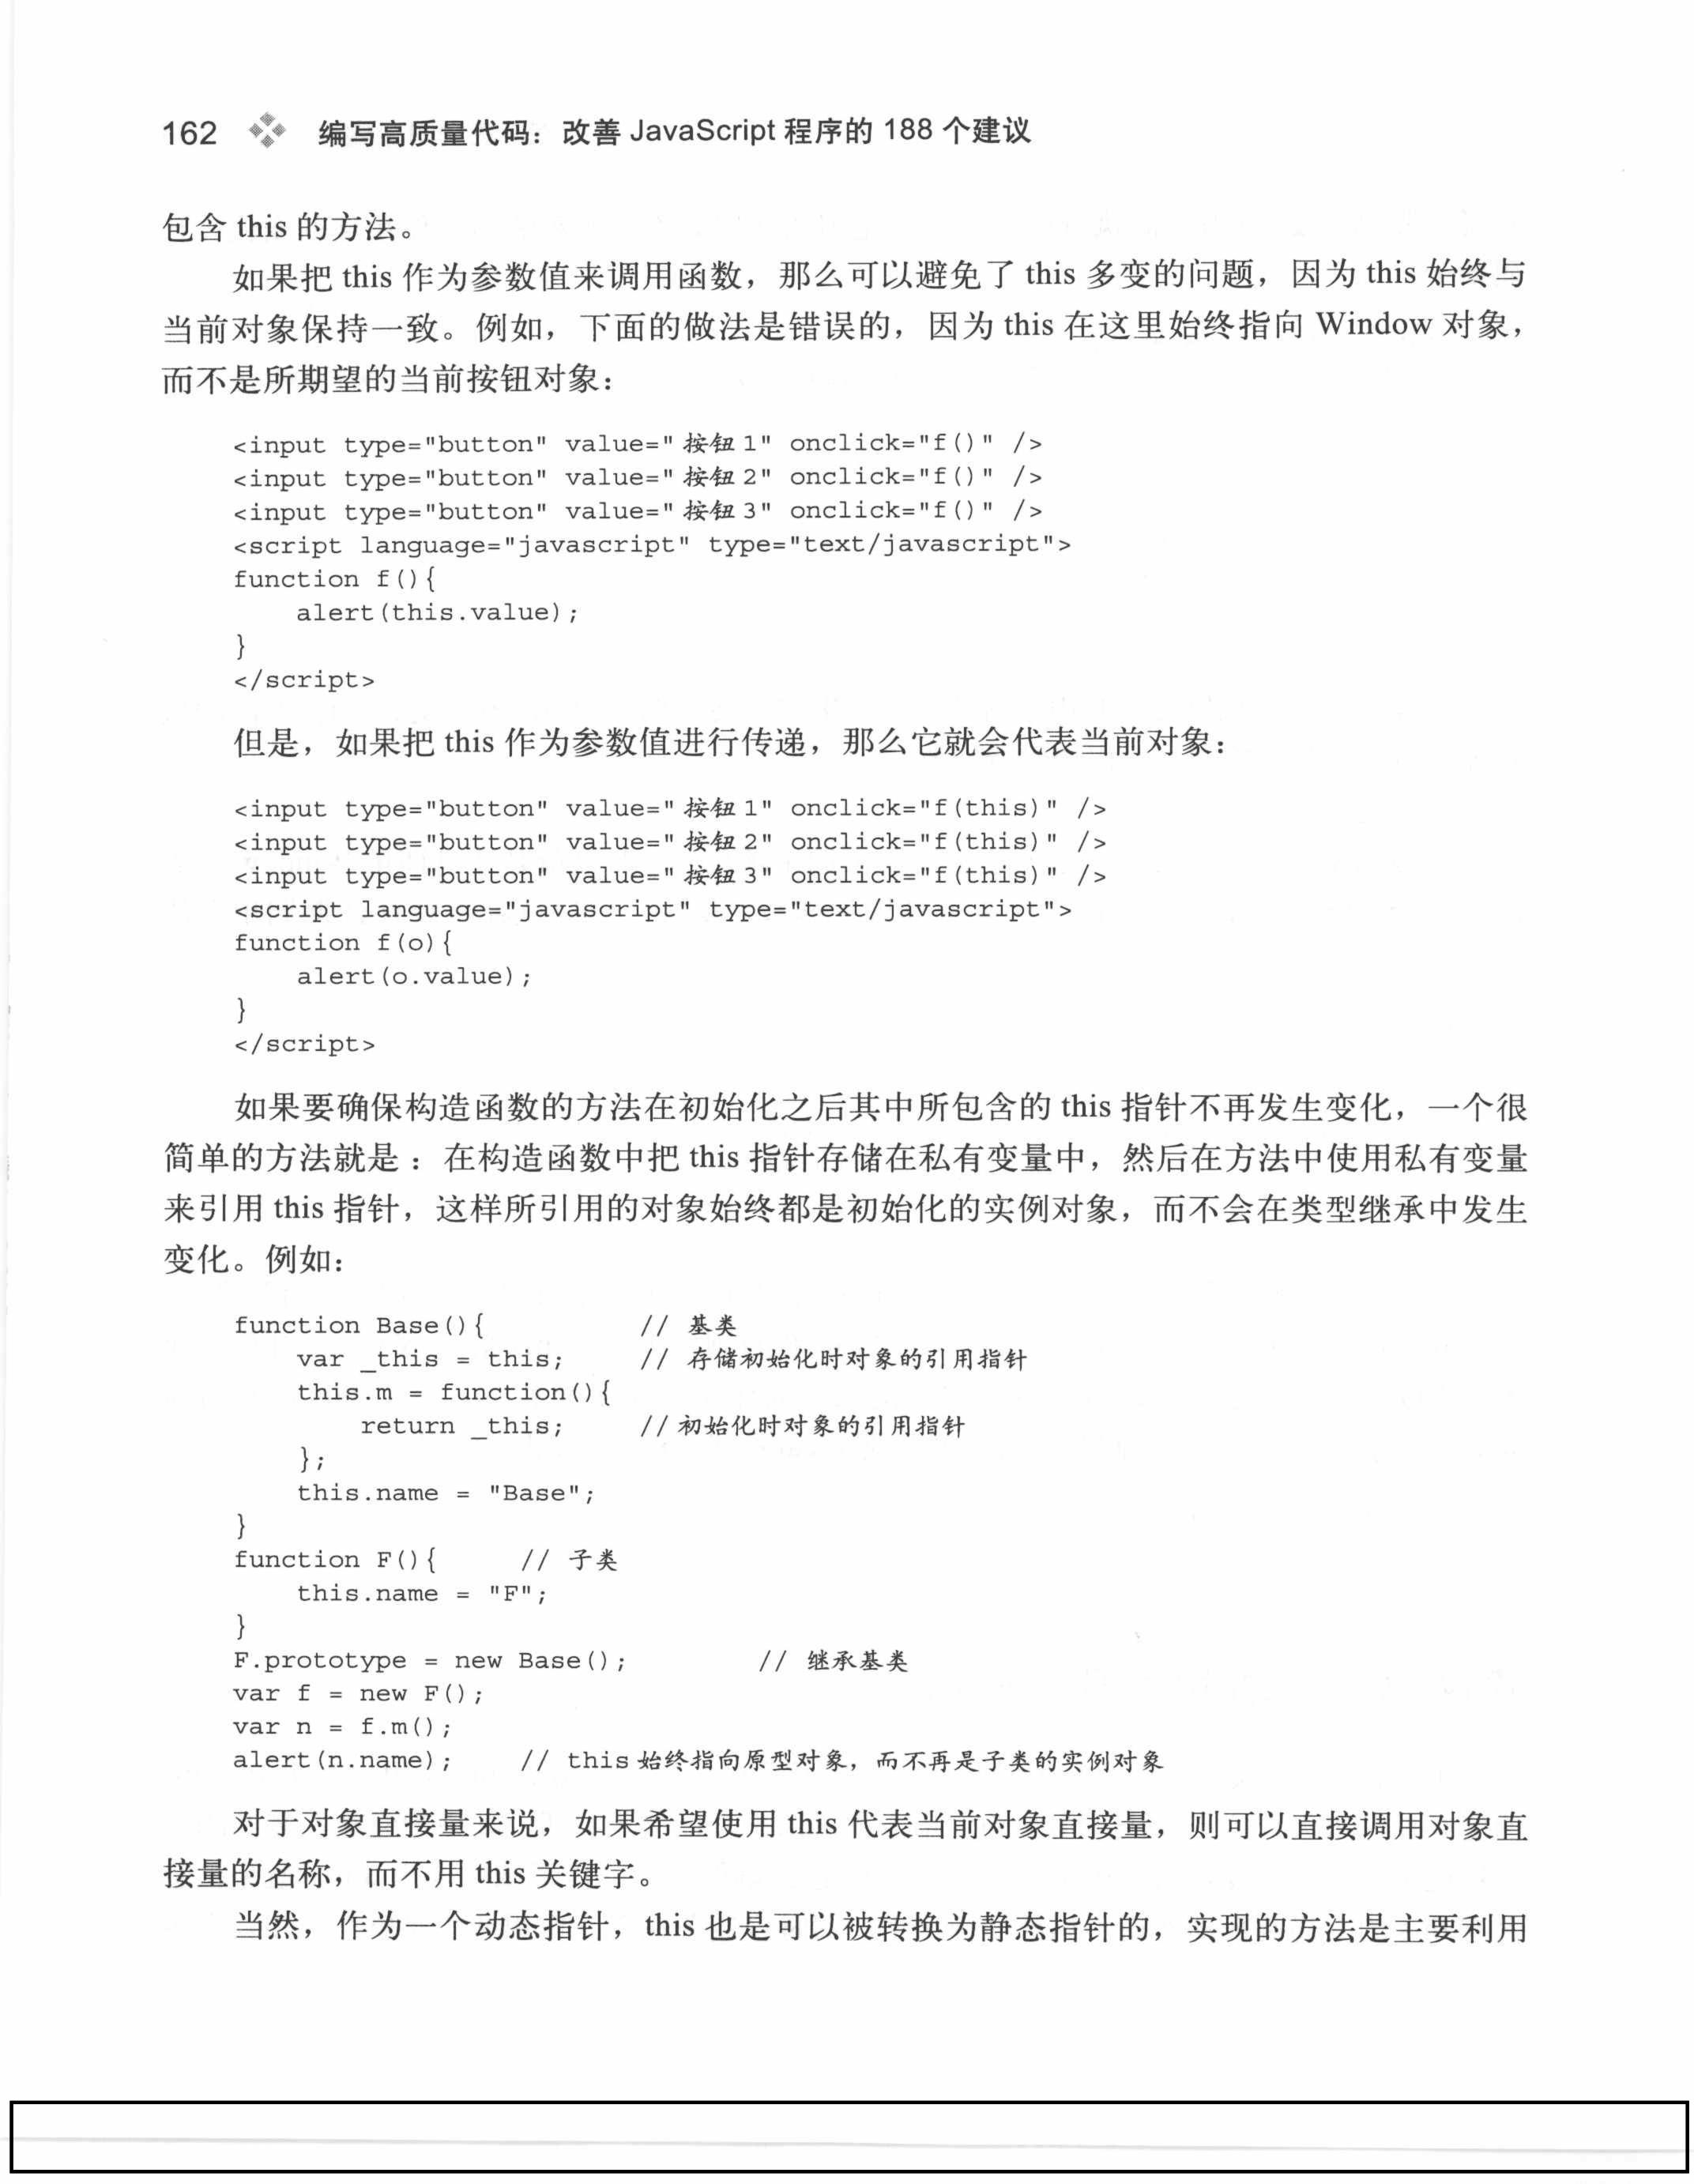 162 编写高质量代码：改善 JavaScript 程序的 188 个建议
包含 this 的方法。
如果把 this 作为参数值来调用函数，那么可以避免了 this 多变的问题，因为 this 始终与
当前对象保持一致。例如，下面的做法是错误的，因为 this 在这里始终指向 Window 对象，
而不是所期望的当前按钮对象：
<input type="button" value=" 按钮 1" onclick="f()" />
<input type="button" value=" 按钮 2" onclick="f()" />
<input type="button" value=" 按钮 3" onclick="f()" />
<script language="javascript" type="text/javascript">
function f(){
    alert(this.value);
}
</script>
但是，如果把 this 作为参数值进行传递，那么它就会代表当前对象：
<input type="button" value=" 按钮 1" onclick="f(this)" />
<input type="button" value=" 按钮 2" onclick="f(this)" />
<input type="button" value=" 按钮 3" onclick="f(this)" />
<script language="javascript" type="text/javascript">
function f(o){
    alert(o.value);
}
</script>
如果要确保构造函数的方法在初始化之后其中所包含的 this 指针不再发生变化，一个很
简单的方法就是：在构造函数中把 this 指针存储在私有变量中，然后在方法中使用私有变量
来引用 this 指针，这样所引用的对象始终都是初始化的实例对象，而不会在类型继承中发生
变化。例如：
function Base(){          // 基类
    var _this = this;     // 存储初始化时对象的引用指针
    this.m = function(){
        return _this;     // 初始化时对象的引用指针
    };
    this.name = "Base";
}
function F(){     // 子类
    this.name = "F";
}
F.prototype = new Base();        // 继承基类
var f = new F();
var n = f.m();
alert(n.name);    // this 始终指向原型对象，而不再是子类的实例对象
对于对象直接量来说，如果希望使用 this 代表当前对象直接量，则可以直接调用对象直
接量的名称，而不用 this 关键字。
当然，作为一个动态指针，this 也是可以被转换为静态指针的，实现的方法是主要利用